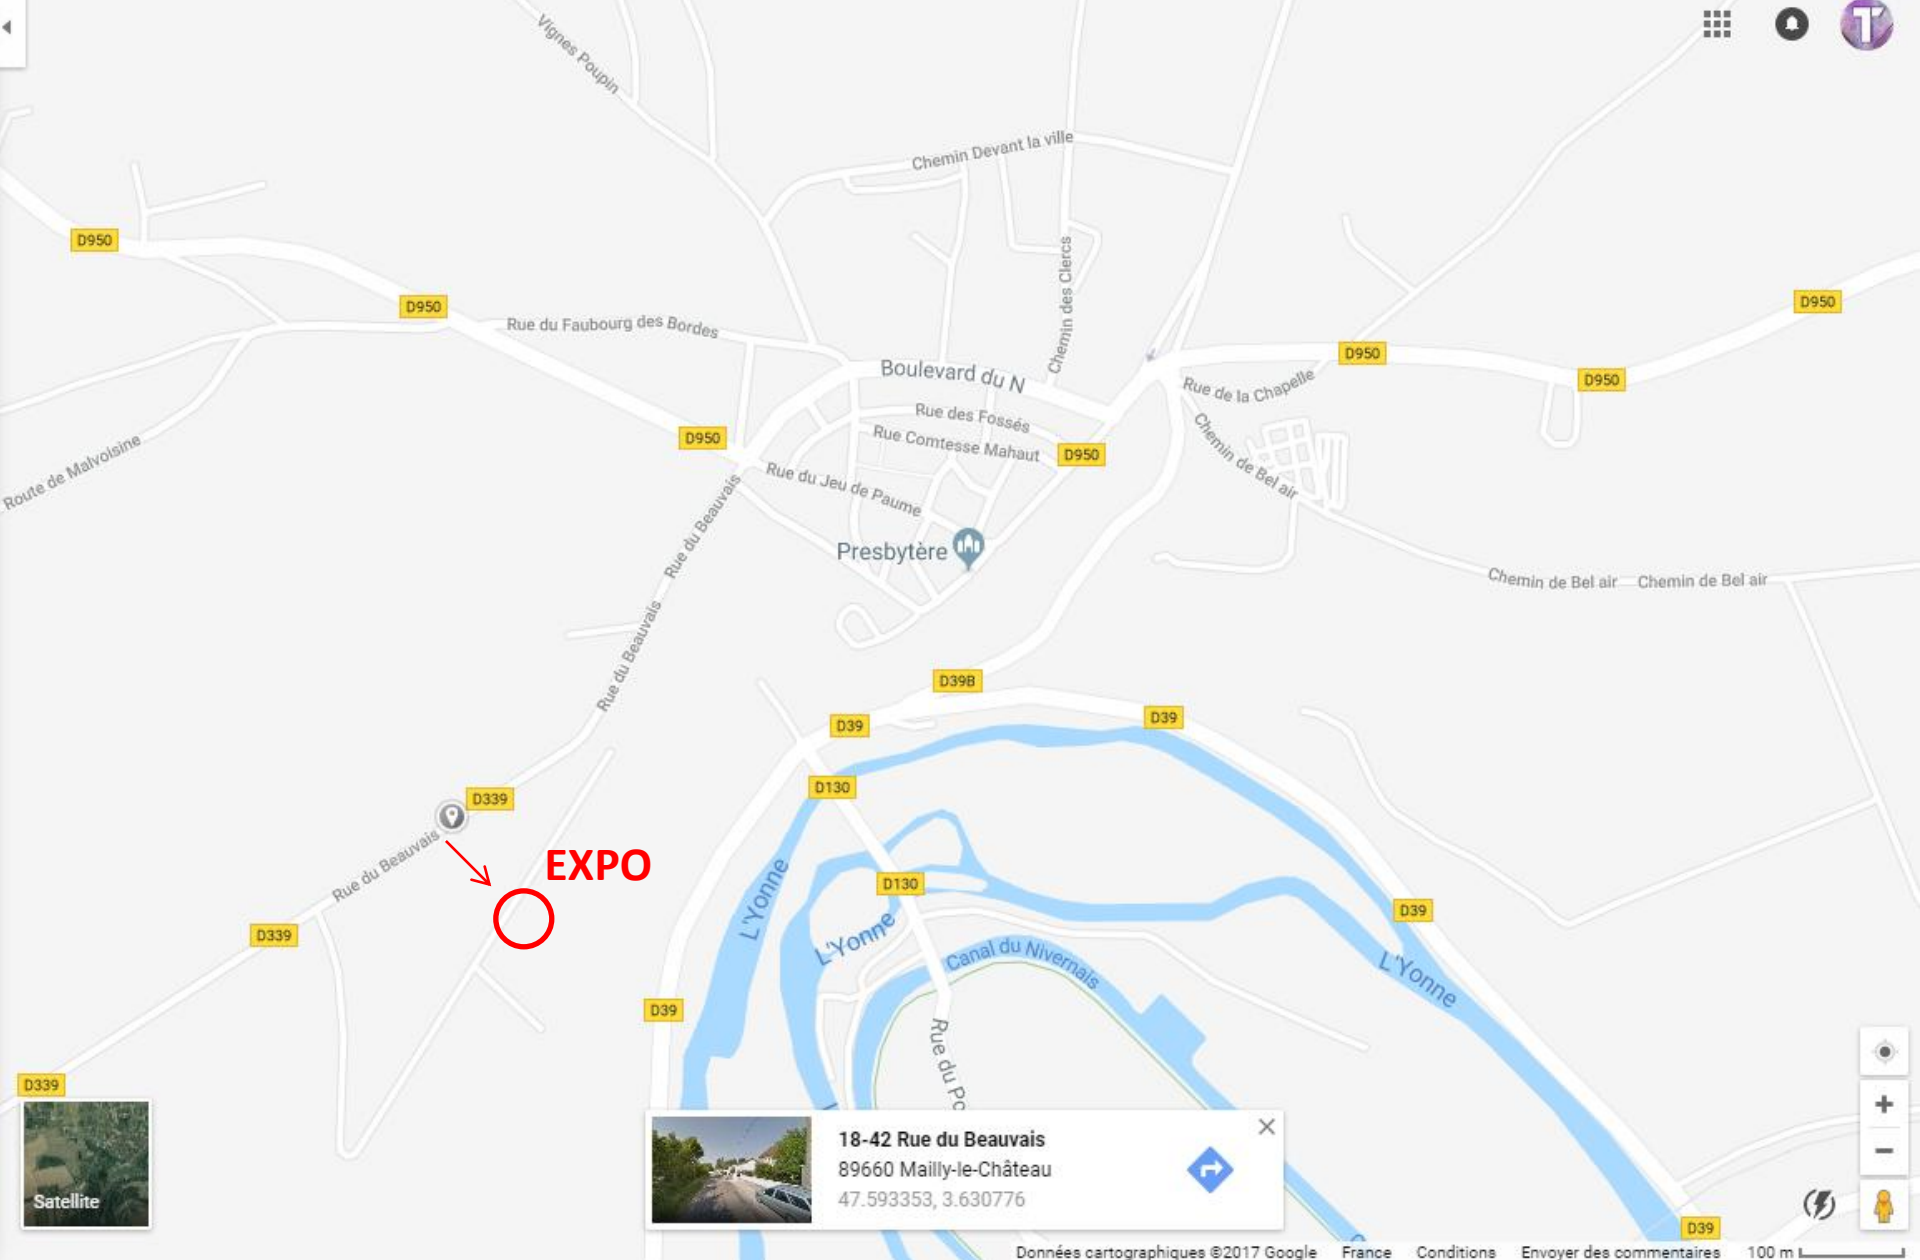 T
Vignes Poupin
Chemin Devant la ville
D950
Chemin des Clercs
D950
D950
Rue du Faubourg des Bordes
D950
Boulevard du N
D950
Rue de la Chapelle
Rue des Fossés
Rue Comtesse Mahaut
D950
D950
Chemin de Bel air
Route de Malvoisine
Rue du Jeu de Paume
Rue du Beauvais
Presbytère
Chemin de Bel air
Chemin de Bel air
Rue du Beauvais
D39B
D39
D39
D130
D339
EXPO
Rue du Beauvais
L'Yonne
D130
D39
D339
L'Yonne
Canal du Nivernais
L'Yonne
D39
Rue du Po
D339
Satellite
18-42 Rue du Beauvais
89660 Mailly-le-Château
47.593353, 3.630776
D39
Données cartographiques ©2017 Google France Conditions Envoyer des commentaires 100 m